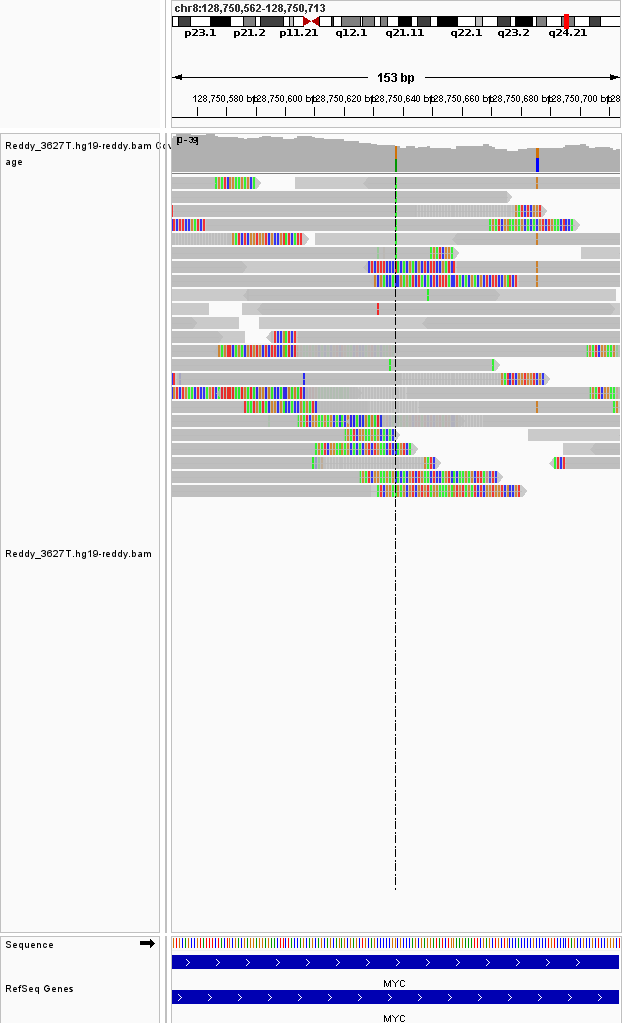 chr8:128,750,562-128,750,713
p23.1 p21.2 p11.21 q12.1 q21.11 q22.1 q23.2 q24.21
153 bp
128,750,580 bp 128,750,600 bp 128,750,620 bp 128,750,640 bp 128,750,660 bp 128,750,680 bp 128,750,700 bp 128
Reddy_3627T.hg19-reddy.bam Cov
age
[0-39]
Reddy_3627T.hg19-reddy.bam
Sequence
MYC
RefSeq Genes
MYC